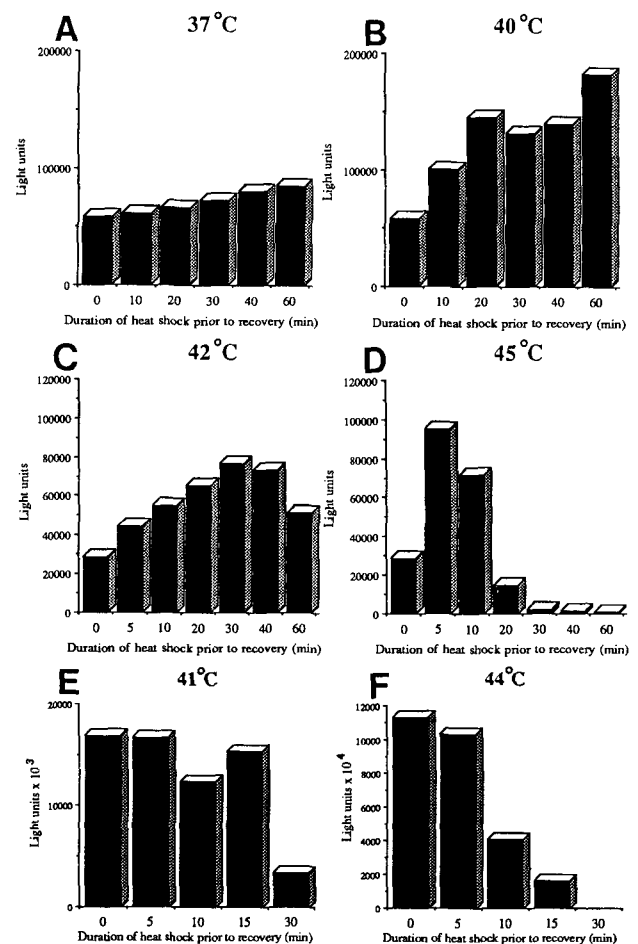 A 37°C
200000
100000
0
Light units
0 10 20 30 40 60
Duration of heat shock prior to recovery (min)
B 40°C
200000
100000
0
Light units
0 10 20 30 40 60
Duration of heat shock prior to recovery (min)
C 42°C
120000
100000
80000
60000
40000
20000
0
Light units
0 5 10 20 30 40 60
Duration of heat shock prior to recovery (min)
D 45°C
120000
100000
80000
60000
40000
20000
0
Light units
0 5 10 20 30 40 60
Duration of heat shock prior to recovery (min)
E 41°C
20000
10000
0
Light units x 10⁻³
0 5 10 15 30
Duration of heat shock prior to recovery (min)
F 44°C
12000
10000
8000
6000
4000
2000
0
Light units x 10⁻⁴
0 5 10 15 30
Duration of heat shock prior to recovery (min)